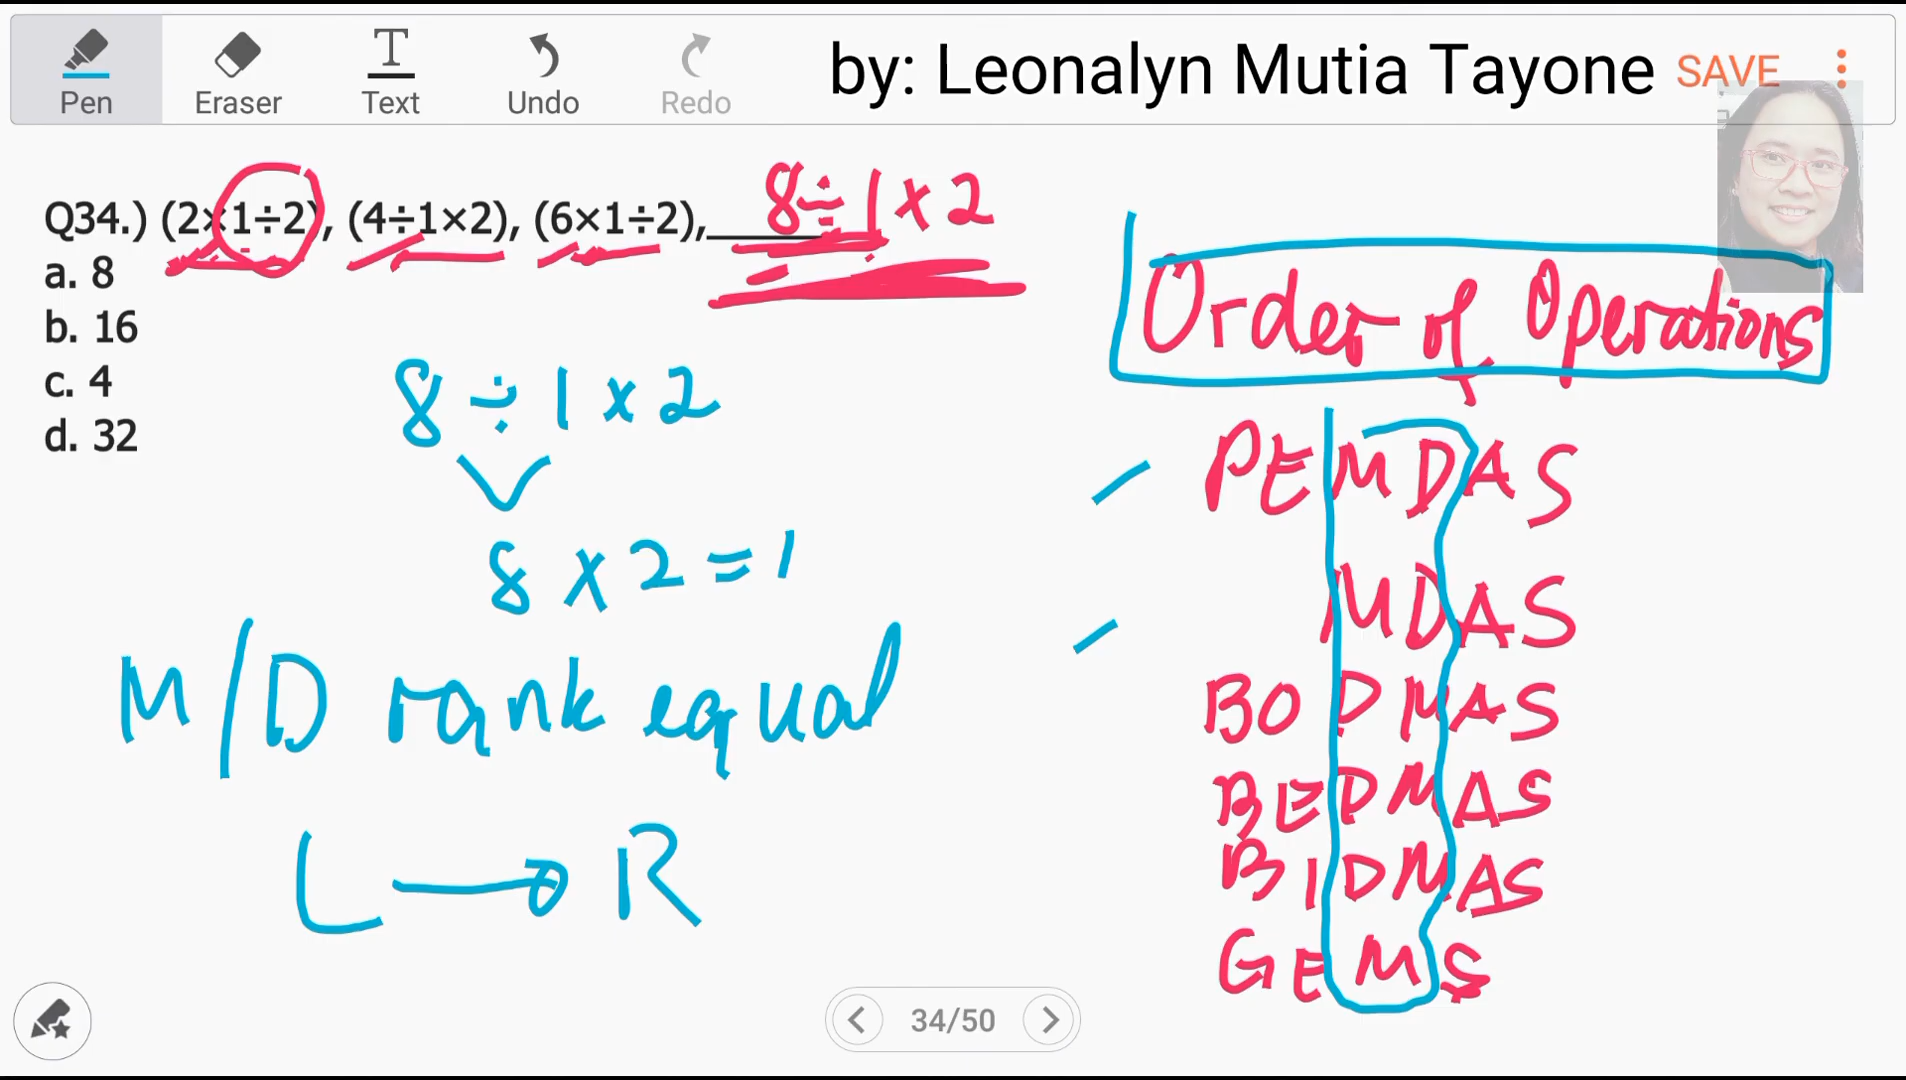 Pen Eraser Text Undo Redo by: Leonalyn Mutia Tayone SAVE
Q34.) (2×1÷2), (4÷1×2), (6×1÷2),______ 8÷1×2
a. 8
b. 16
c. 4
d. 32
8÷1×2
8×2=1
M/D rank equal
L→R
Order of Operations
PEMDAS
MDAS
BODMAS
BEDMAS
BIDMAS
GEMS
34/50